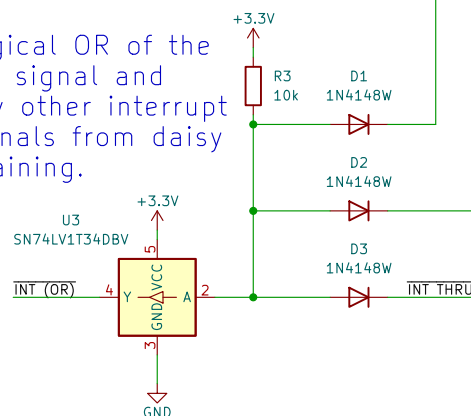 +3.3V
gical OR of the
signal and
other interrupt
nals from daisy
aining.
R3
10k
D1
1N4148W
D2
1N4148W
+3.3V
U3
SN74LV1T34DBV
D3
1N4148W
5
VCC
INT (OR)
4
Y
A
2
INT THRU
GND
3
GND